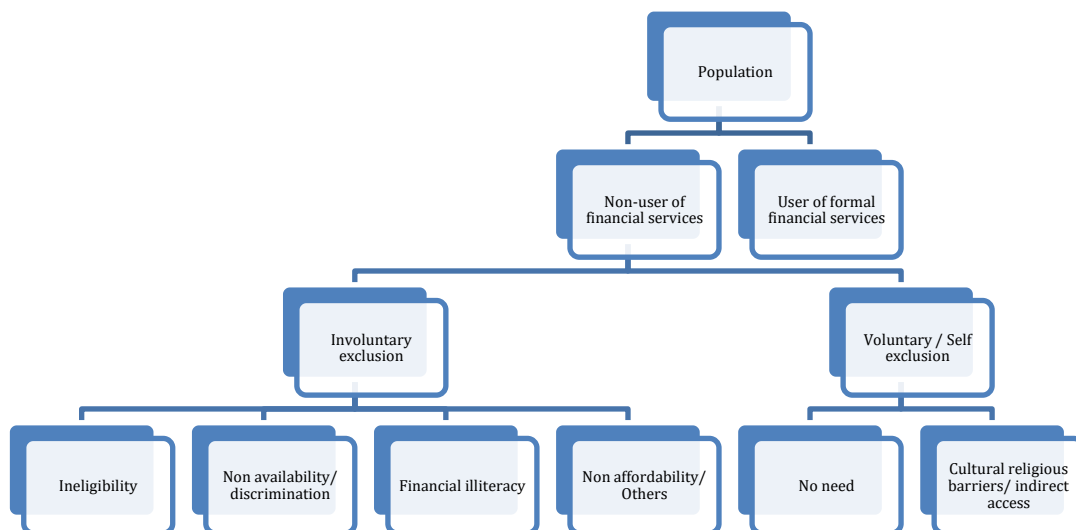 Population
Non-user of
financial services
User of formal
financial services
Involuntary
exclusion
Voluntary / Self
exclusion
Ineligibility
Non availability/
discrimination
Financial illiteracy
Non affordability/
Others
No need
Cultural religious
barriers/ indirect
access